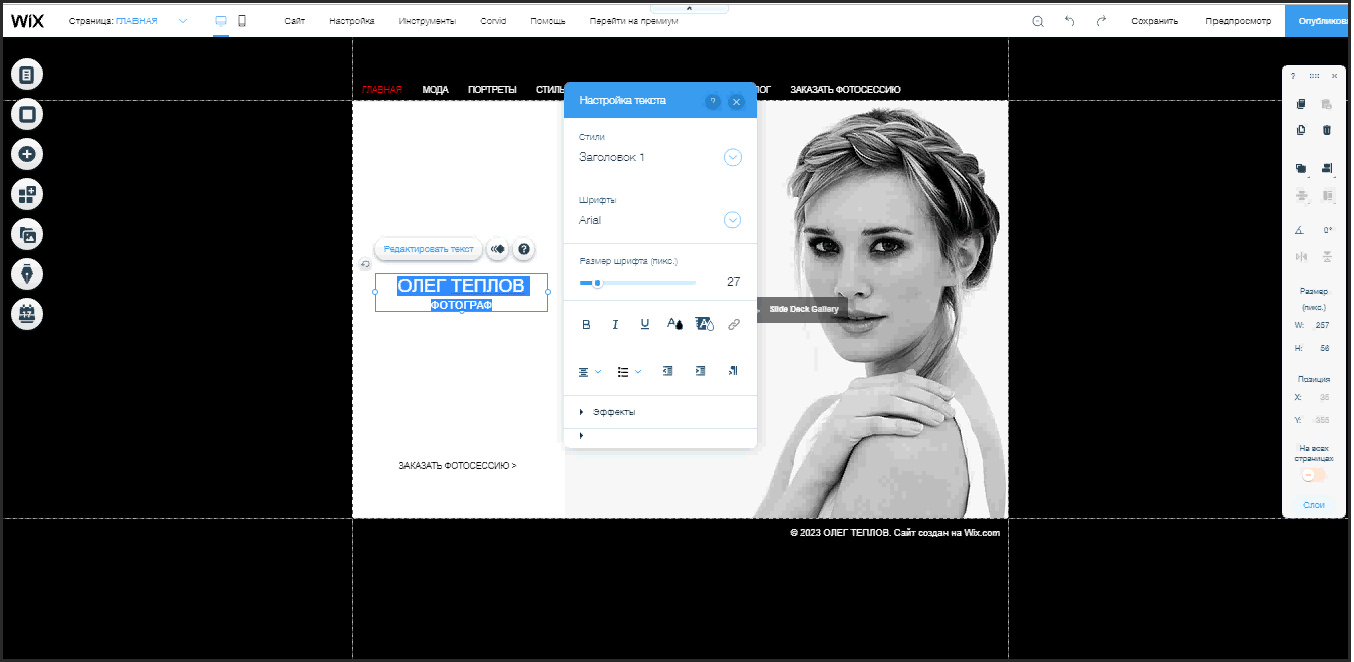 WiX Страница: ГЛАВНАЯ Сайт Настройка Инструменты Corvid Помощь Перейти на премиум Сохранить Предпросмотр Опубликова
ГЛАВНАЯ МОДА ПОРТРЕТЫ СТИЛЬ ЛОГ ЗАКАЗАТЬ ФОТОСЕССИЮ
Настройка текста ?
Стили
Заголовок 1
Шрифты
Arial
Размер шрифта (пикс.)
27
B I U A A
Эффекты
Редактировать текст ?
ОЛЕГ ТЕПЛОВ
ФОТОГРАФ
ЗАКАЗАТЬ ФОТОСЕССИЮ >
Slide Deck Gallery
© 2023 ОЛЕГ ТЕПЛОВ. Сайт создан на Wix.com
?
0°
Размер
(пикс.)
W: 257
H: 56
Позиция
X: 35
Y: 355
На всех
страницах
Слои